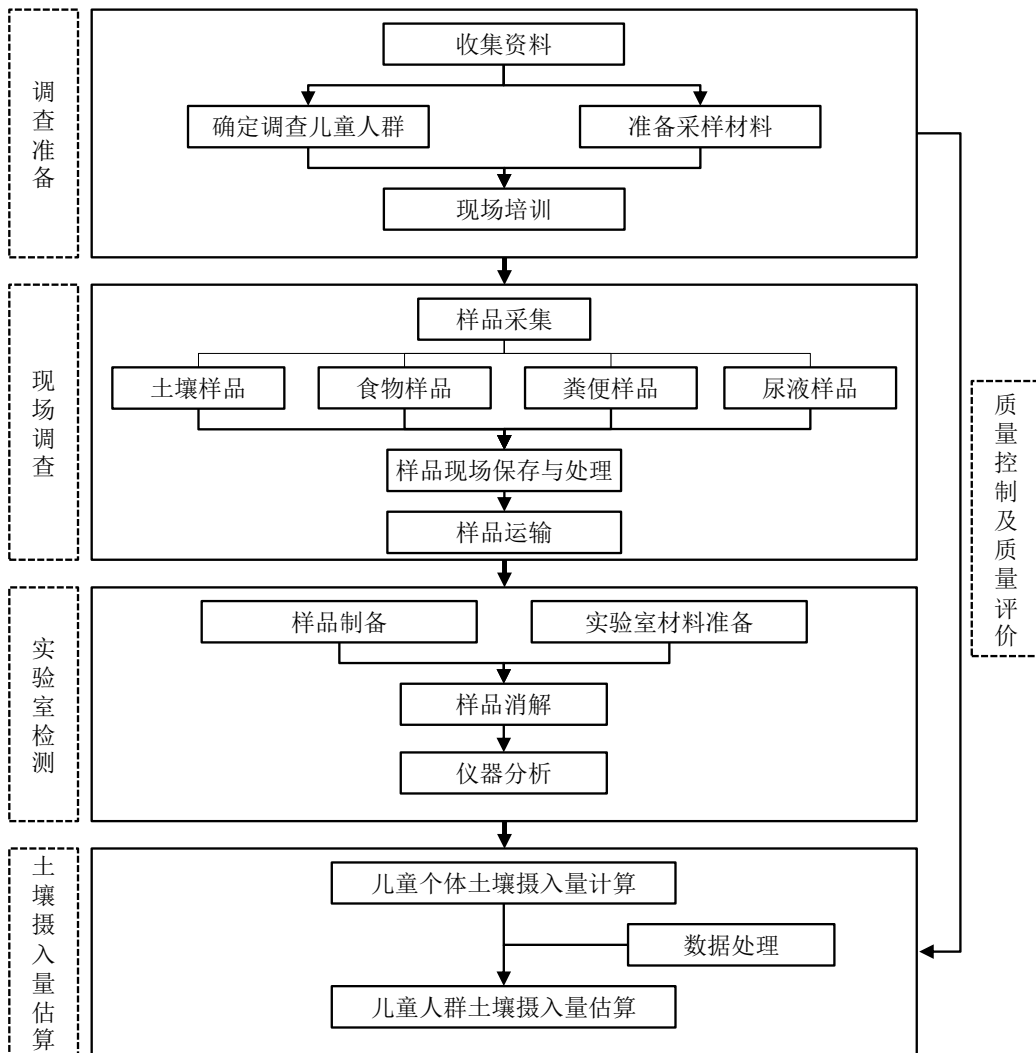 调查准备
收集资料
确定调查儿童人群
准备采样材料
现场培训
现场调查
样品采集
土壤样品
食物样品
粪便样品
尿液样品
样品现场保存与处理
样品运输
实验室检测
样品制备
实验室材料准备
样品消解
仪器分析
土壤摄入量估算
儿童个体土壤摄入量计算
数据处理
儿童人群土壤摄入量估算
质量控制及质量评价